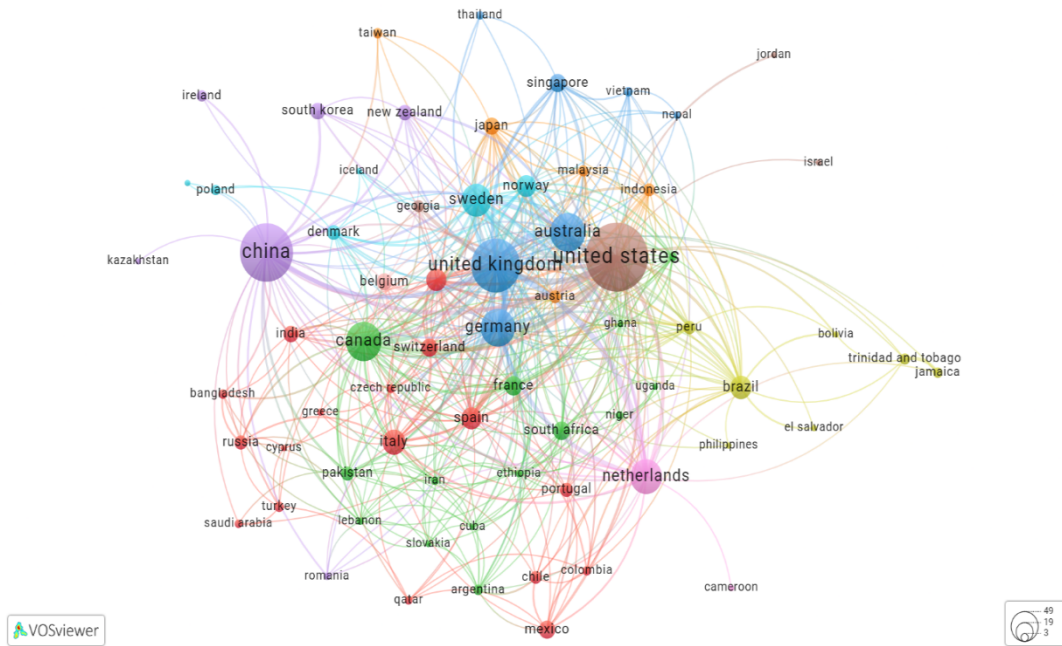 thailand
taiwan
jordan
singapore
ireland
vietnam
south korea
new zealand
nepal
japan
israel
iceland
malaysia
poland
norway
indonesia
sweden
georgia
denmark
australia
china
united states
kazakhstan
united kingdom
belgium
austria
ghana
germany
peru
india
bolivia
canada
switzerland
trinidad and tobago
jamaica
france
uganda
brazil
czech republic
bangladesh
greece
niger
spain
el salvador
south africa
russia
italy
philippines
cyprus
pakistan
iran
ethiopia
netherlands
portugal
turkey
saudi arabia
lebanon
cuba
slovakia
romania
chile
colombia
argentina
cameroon
qatar
mexico
VOSviewer
49
19
3